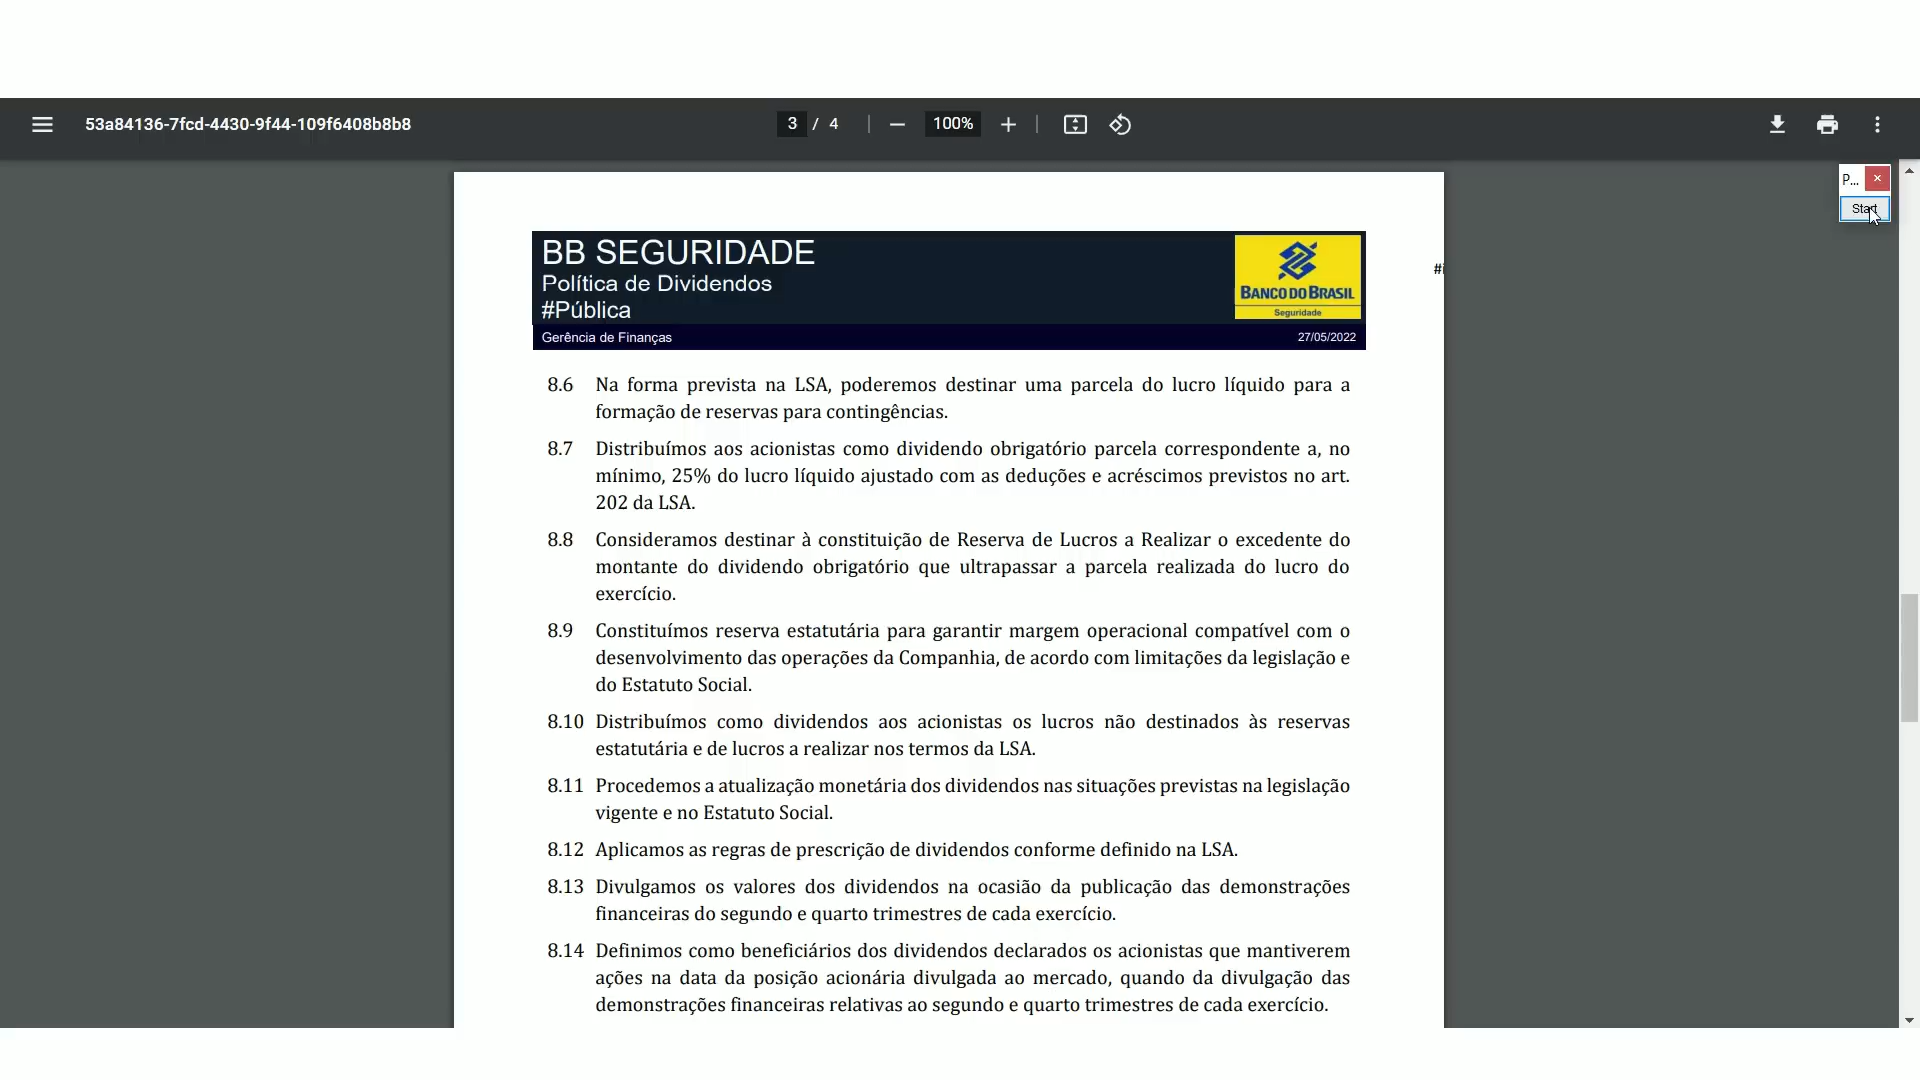 53a84136-7fcd-4430-9f44-109f6408b8b8
3 / 4
100%
P...
Start
BB SEGURIDADE
Política de Dividendos
#Pública
BANCO DO BRASIL
Seguridade
Gerência de Finanças
27/05/2022
8.6 Na forma prevista na LSA, poderemos destinar uma parcela do lucro líquido para a
formação de reservas para contingências.
8.7 Distribuímos aos acionistas como dividendo obrigatório parcela correspondente a, no
mínimo, 25% do lucro líquido ajustado com as deduções e acréscimos previstos no art.
202 da LSA.
8.8 Consideramos destinar à constituição de Reserva de Lucros a Realizar o excedente do
montante do dividendo obrigatório que ultrapassar a parcela realizada do lucro do
exercício.
8.9 Constituímos reserva estatutária para garantir margem operacional compatível com o
desenvolvimento das operações da Companhia, de acordo com limitações da legislação e
do Estatuto Social.
8.10 Distribuímos como dividendos aos acionistas os lucros não destinados às reservas
estatutária e de lucros a realizar nos termos da LSA.
8.11 Procedemos a atualização monetária dos dividendos nas situações previstas na legislação
vigente e no Estatuto Social.
8.12 Aplicamos as regras de prescrição de dividendos conforme definido na LSA.
8.13 Divulgamos os valores dos dividendos na ocasião da publicação das demonstrações
financeiras do segundo e quarto trimestres de cada exercício.
8.14 Definimos como beneficiários dos dividendos declarados os acionistas que mantiverem
ações na data da posição acionária divulgada ao mercado, quando da divulgação das
demonstrações financeiras relativas ao segundo e quarto trimestres de cada exercício.